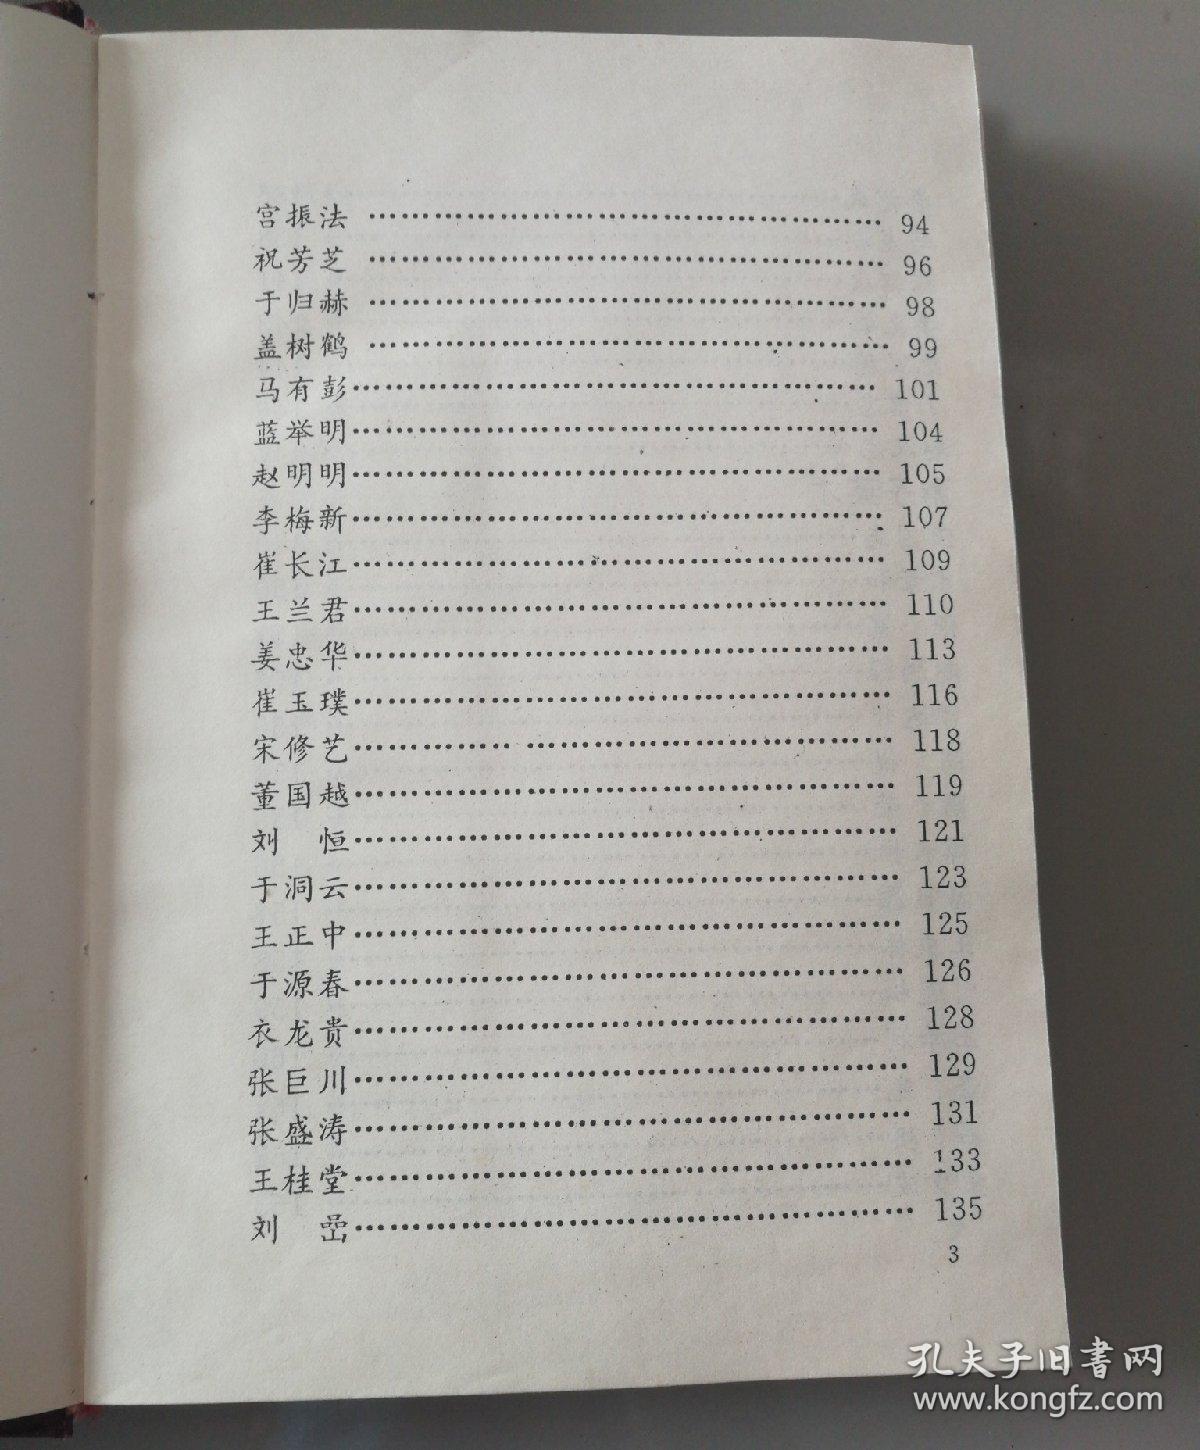 宫振法 ……………………………………………… 94
祝芳芝 ……………………………………………… 96
于归赫 ……………………………………………… 98
盖树鹤 ……………………………………………… 99
马有彭……………………………………………… 101
蓝举明……………………………………………… 104
赵明明……………………………………………… 105
李梅新……………………………………………… 107
崔长江……………………………………………… 109
王兰君……………………………………………… 110
姜忠华……………………………………………… 113
崔玉璞……………………………………………… 116
宋修艺……………………………………………… 118
董国越……………………………………………… 119
刘　恒……………………………………………… 121
于洞云……………………………………………… 123
王正中……………………………………………… 125
于源春……………………………………………… 126
衣龙贵……………………………………………… 128
张巨川……………………………………………… 129
张盛涛……………………………………………… 131
王桂堂……………………………………………… 133
刘　……………………………………………… 135
3
孔夫子旧書网
www.kongfz.com